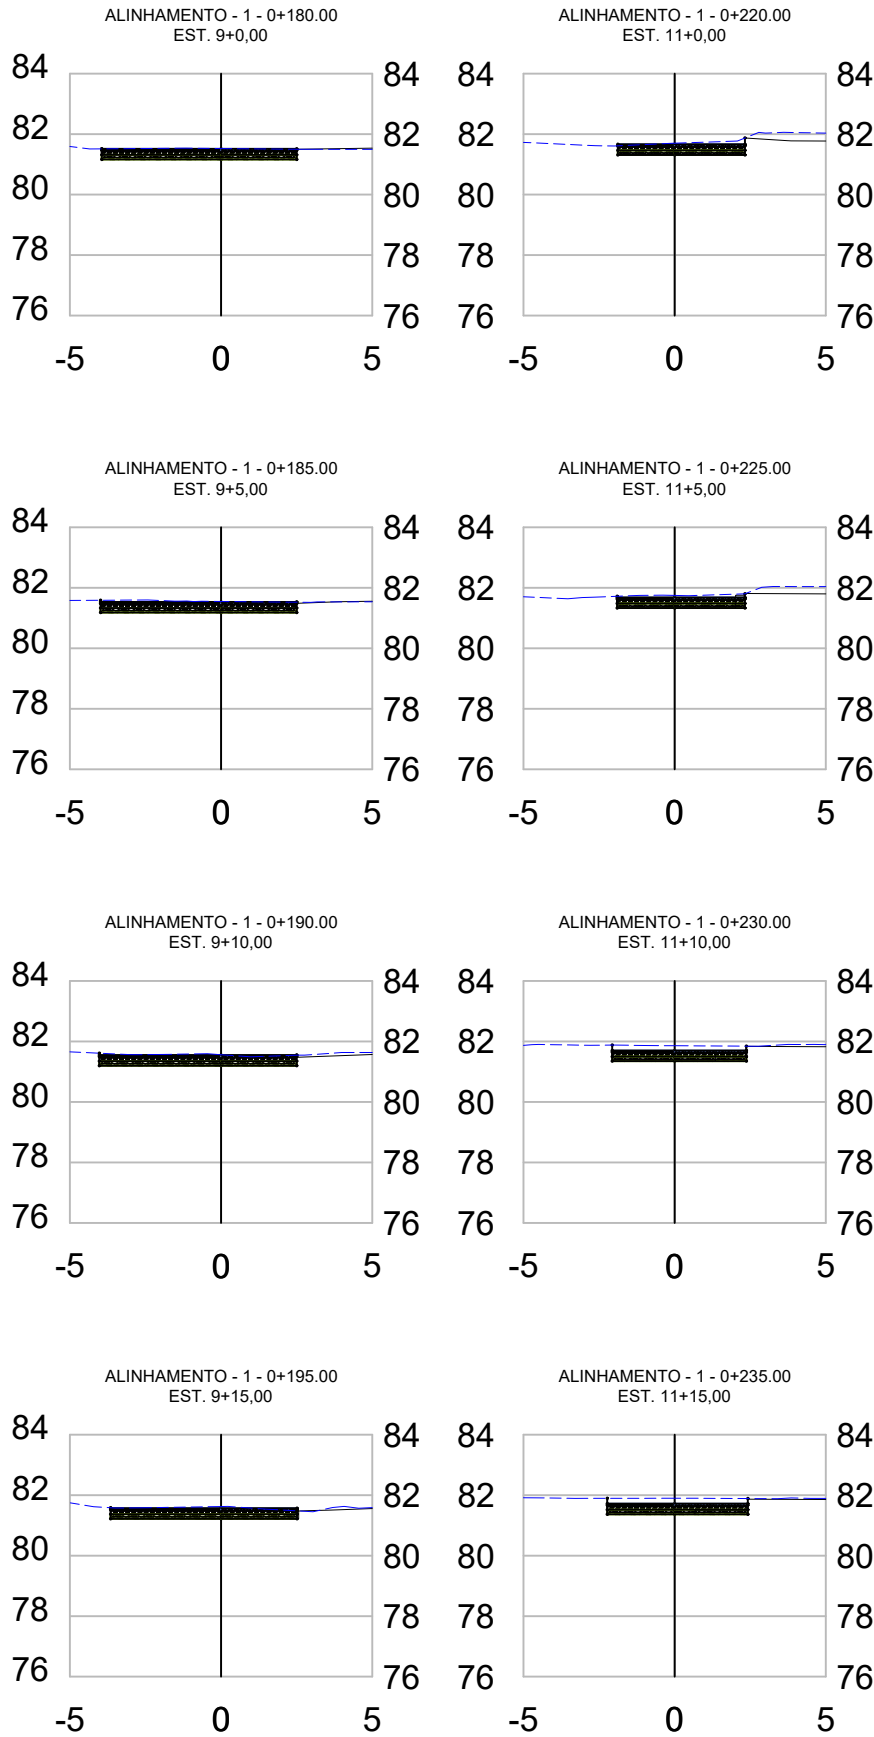 ALINHAMENTO - 1 - 0+180.00
EST. 9+0,00
84 84
82 82
80 80
78 78
76 76
-5 0 5
ALINHAMENTO - 1 - 0+220.00
EST. 11+0,00
84 84
82 82
80 80
78 78
76 76
-5 0 5
ALINHAMENTO - 1 - 0+185.00
EST. 9+5,00
84 84
82 82
80 80
78 78
76 76
-5 0 5
ALINHAMENTO - 1 - 0+225.00
EST. 11+5,00
84 84
82 82
80 80
78 78
76 76
-5 0 5
ALINHAMENTO - 1 - 0+190.00
EST. 9+10,00
84 84
82 82
80 80
78 78
76 76
-5 0 5
ALINHAMENTO - 1 - 0+230.00
EST. 11+10,00
84 84
82 82
80 80
78 78
76 76
-5 0 5
ALINHAMENTO - 1 - 0+195.00
EST. 9+15,00
84 84
82 82
80 80
78 78
76 76
-5 0 5
ALINHAMENTO - 1 - 0+235.00
EST. 11+15,00
84 84
82 82
80 80
78 78
76 76
-5 0 5